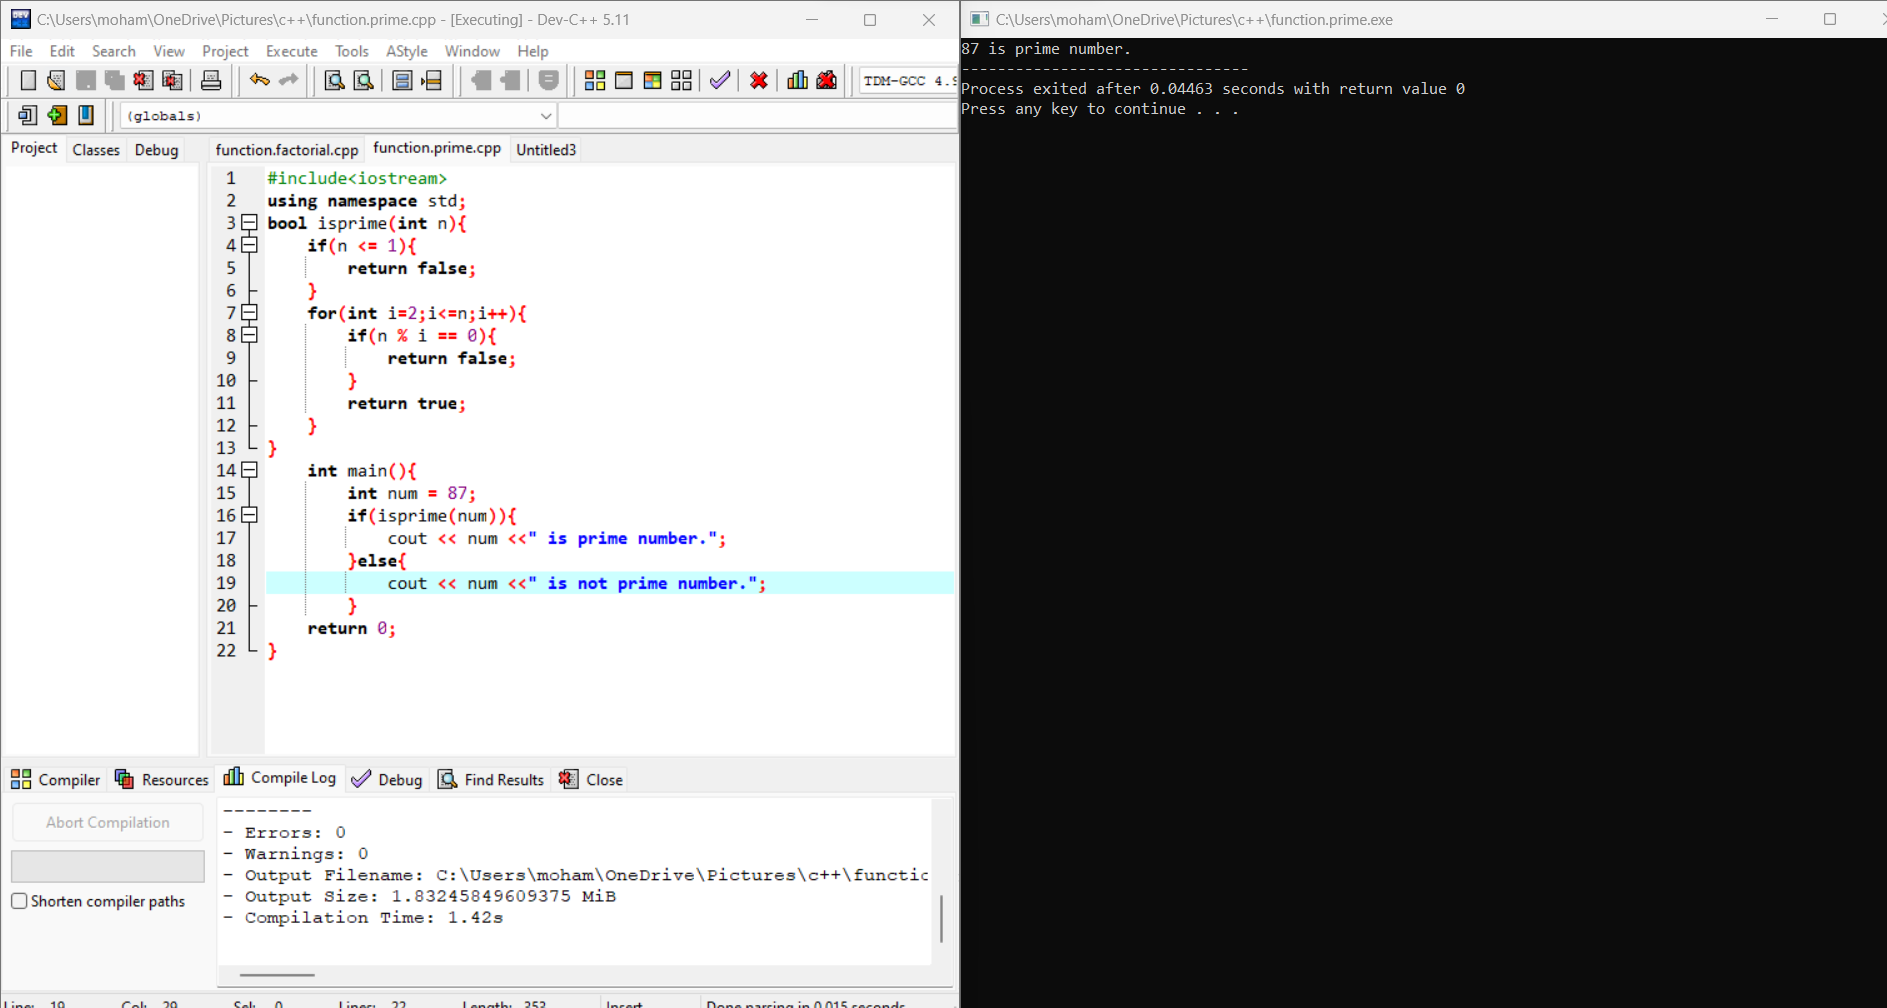 C:\Users\moham\OneDrive\Pictures\c++\function.prime.cpp - [Executing] - Dev-C++ 5.11
File Edit Search View Project Execute Tools AStyle Window Help
TDM-GCC 4.9
(globals)
Project Classes Debug
function.factorial.cpp function.prime.cpp Untitled3
1 #include<iostream>
2 using namespace std;
3 bool isprime(int n){
4 if(n <= 1){
5 return false;
6 }
7 for(int i=2;i<=n;i++){
8 if(n % i == 0){
9 return false;
10 }
11 return true;
12 }
13 }
14 int main(){
15 int num = 87;
16 if(isprime(num)){
17 cout << num <<" is prime number.";
18 }else{
19 cout << num <<" is not prime number.";
20 }
21 return 0;
22 }
Compiler Resources Compile Log Debug Find Results Close
Abort Compilation
Shorten compiler paths
--------
- Errors: 0
- Warnings: 0
- Output Filename: C:\Users\moham\OneDrive\Pictures\c++\functic
- Output Size: 1.83245849609375 MiB
- Compilation Time: 1.42s
Line: 19 Col: 29 Sel: 0 Lines: 22 Length: 353 Insert Done parsing in 0.015 seconds
C:\Users\moham\OneDrive\Pictures\c++\function.prime.exe
87 is prime number.
--------------------------------
Process exited after 0.04463 seconds with return value 0
Press any key to continue . . .